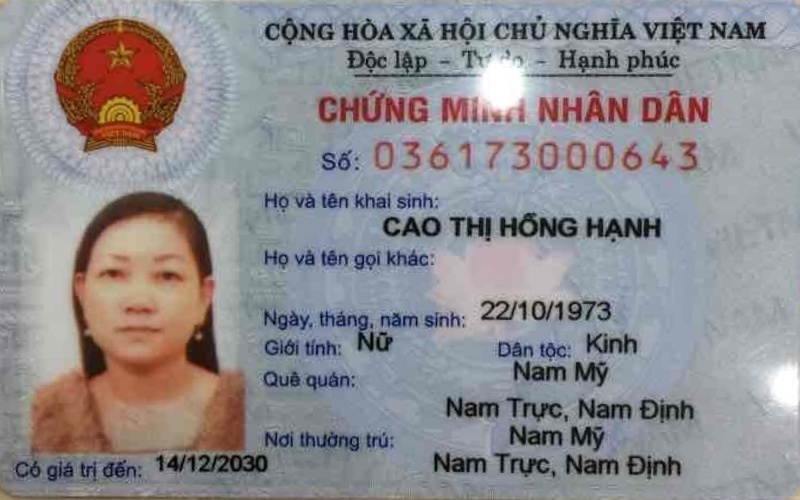 CỘNG HÒA XÃ HỘI CHỦ NGHĨA VIỆT NAM
Độc lập - Tự do - Hạnh phúc
CHỨNG MINH NHÂN DÂN
Số: 036173000643
Họ và tên khai sinh:
CAO THỊ HỒNG HẠNH
Họ và tên gọi khác:
Ngày, tháng, năm sinh: 22/10/1973
Giới tính: Nữ Dân tộc: Kinh
Quê quán: Nam Mỹ
Nam Trực, Nam Định
Nơi thường trú: Nam Mỹ
Nam Trực, Nam Định
Có giá trị đến: 14/12/2030